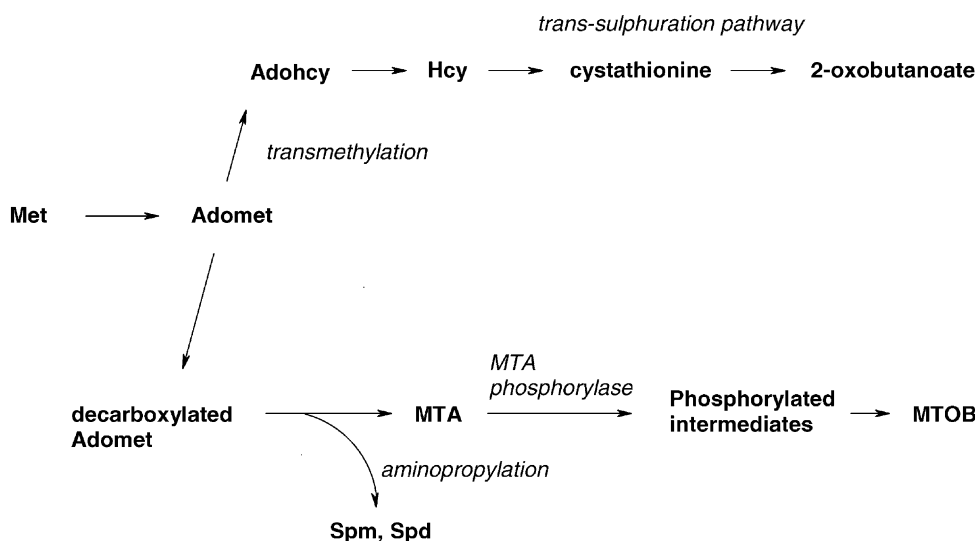 trans-sulphuration pathway
Adohcy
Hcy
cystathionine
2-oxobutanoate
transmethylation
Met
Adomet
MTA
phosphorylase
decarboxylated
Adomet
MTA
Phosphorylated
intermediates
MTOB
aminopropylation
Spm, Spd